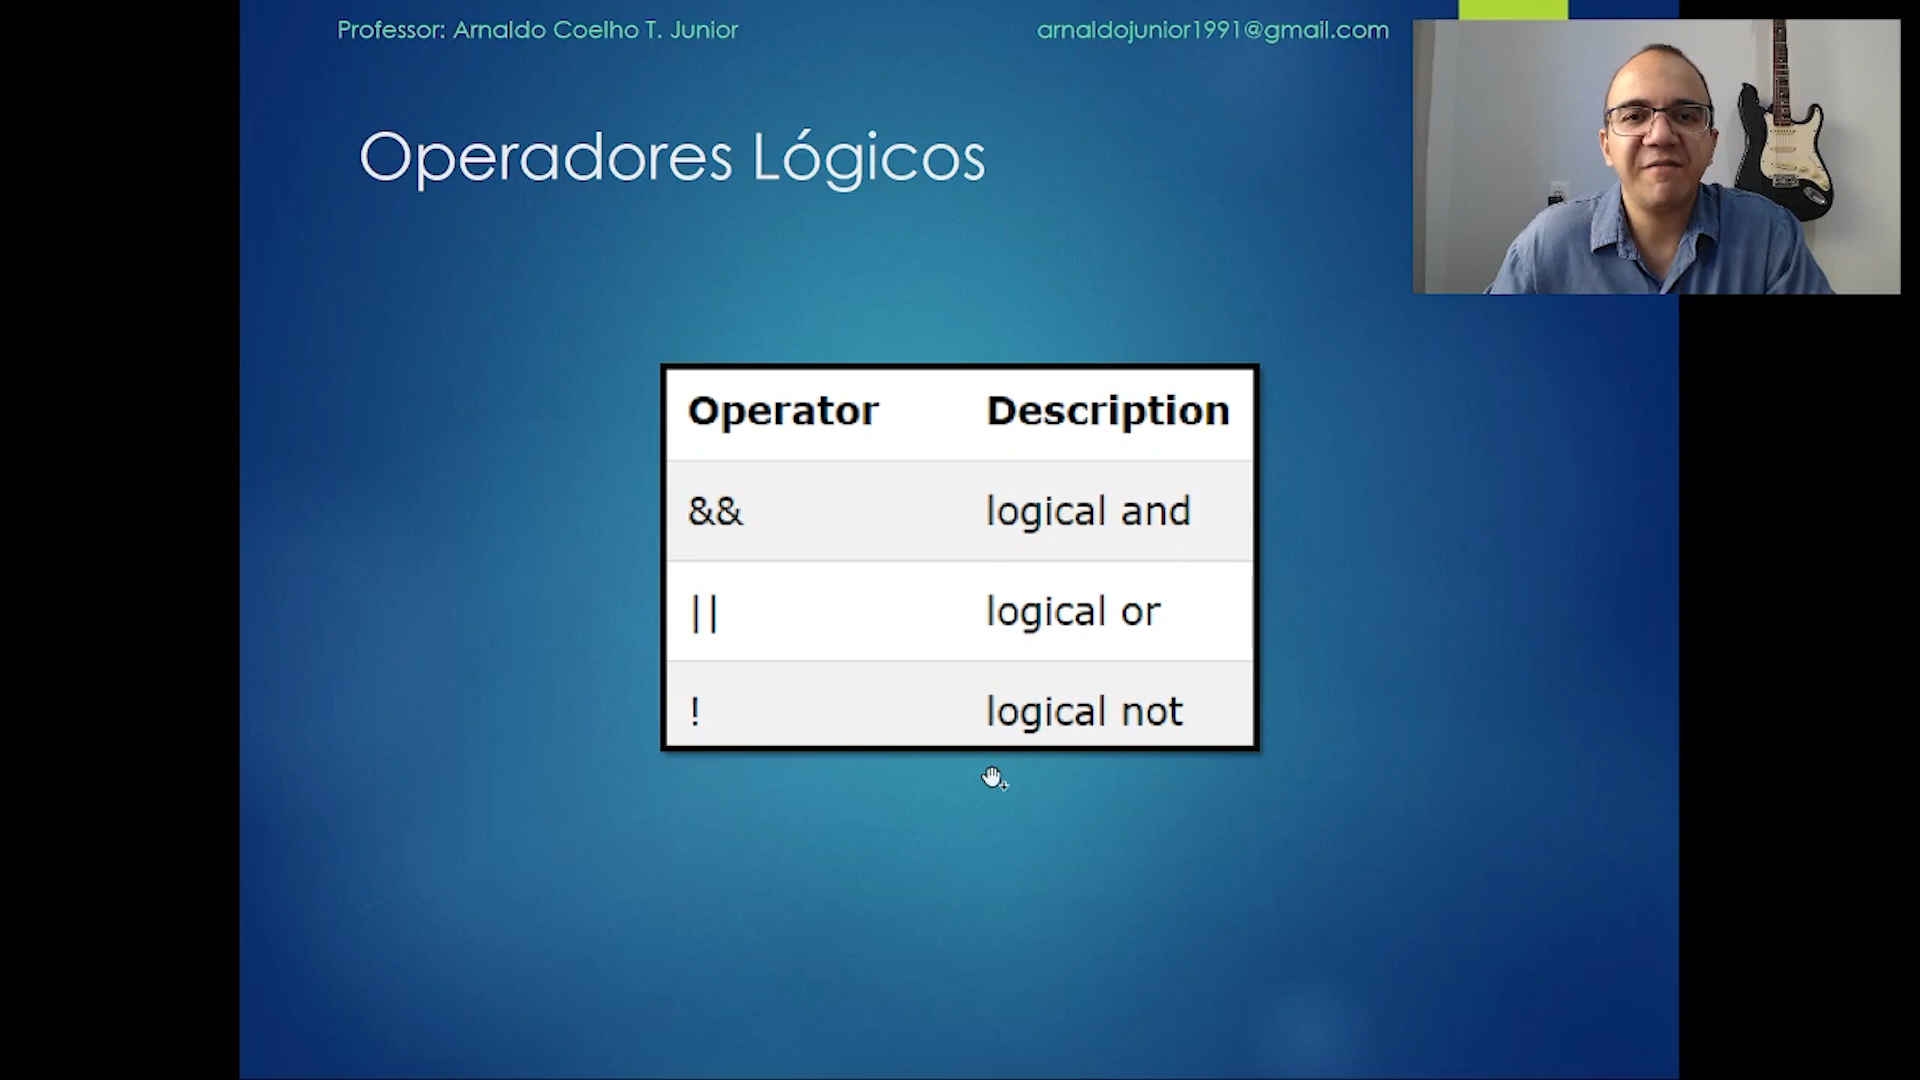 Professor: Arnaldo Coelho T. Junior arnaldojunior1991@gmail.com
Operadores Lógicos
Operator Description
&& logical and
|| logical or
! logical not